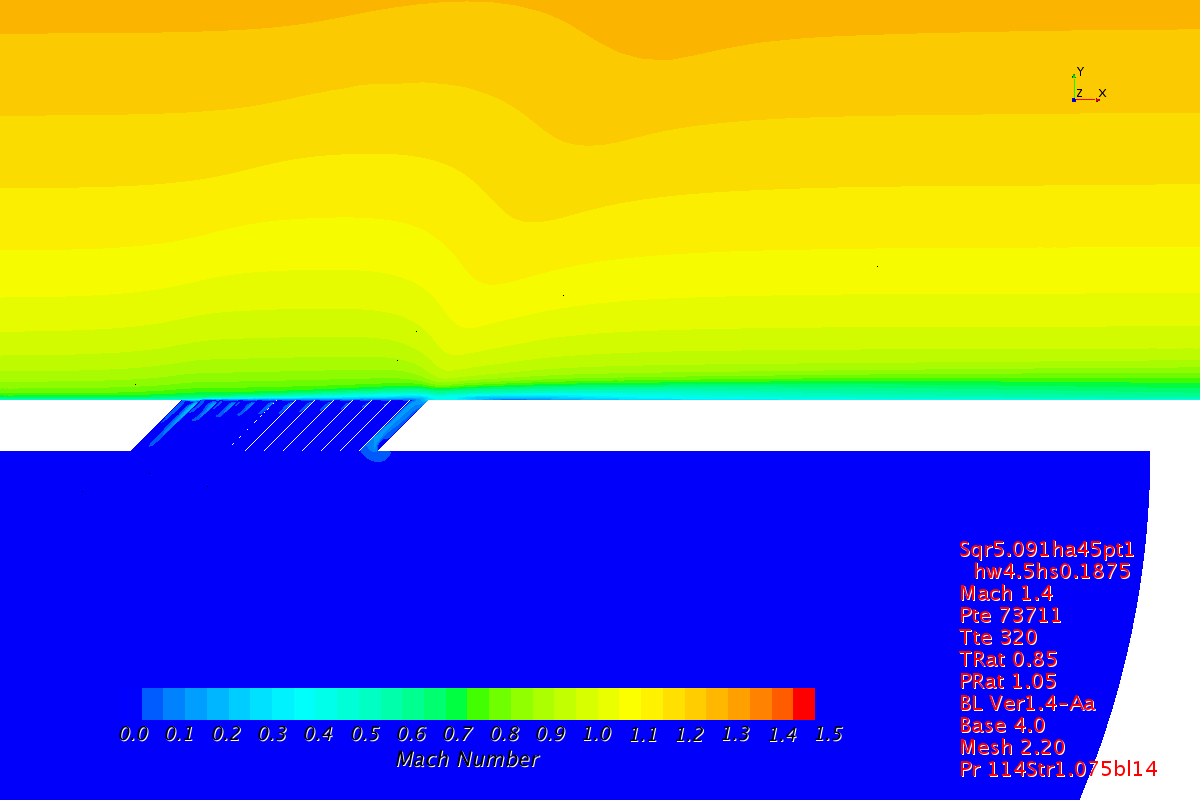 Y
Z X
Sqr5.091ha45pt1
hw4.5hs0.1875
Mach 1.4
Pte 73711
Tte 320
TRat 0.85
PRat 1.05
BL Ver1.4-Aa
Base 4.0
Mesh 2.20
Pr 114Str1.075bl14
0.0 0.1 0.2 0.3 0.4 0.5 0.6 0.7 0.8 0.9 1.0 1.1 1.2 1.3 1.4 1.5
Mach Number